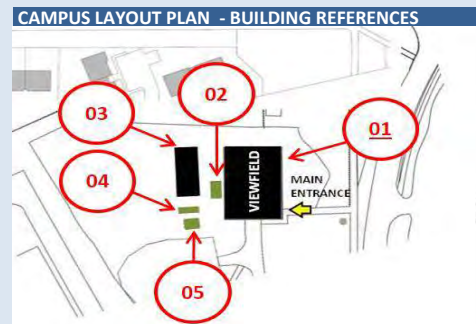 CAMPUS LAYOUT PLAN - BUILDING REFERENCES
02
03
01
04
VIEWFIELD
MAIN
ENTRANCE
05